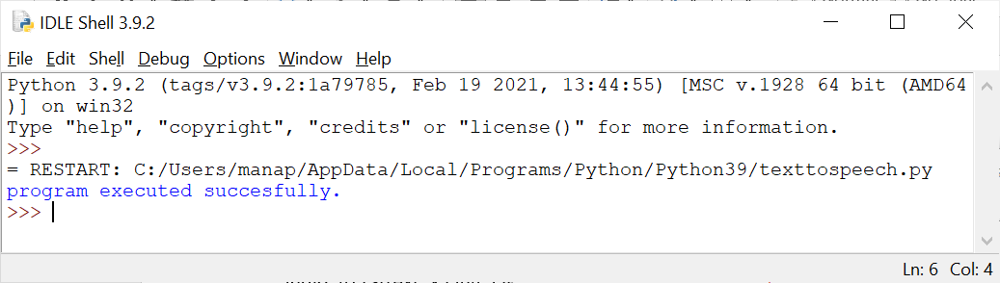 IDLE Shell 3.9.2
File Edit Shell Debug Options Window Help
Python 3.9.2 (tags/v3.9.2:1a79785, Feb 19 2021, 13:44:55) [MSC v.1928 64 bit (AMD64
)] on win32
Type "help", "copyright", "credits" or "license()" for more information.
>>>
= RESTART: C:/Users/manap/AppData/Local/Programs/Python/Python39/texttospeech.py
program executed succesfully.
>>>
Ln: 6 Col: 4